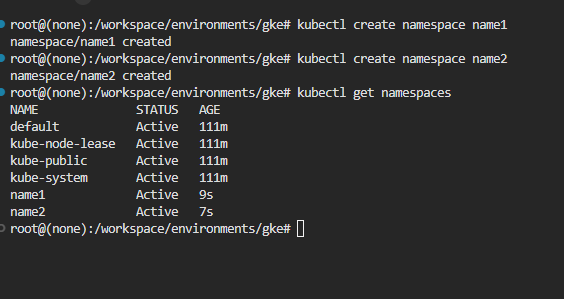 root@(none):/workspace/environments/gke# kubectl create namespace name1
namespace/name1 created
root@(none):/workspace/environments/gke# kubectl create namespace name2
namespace/name2 created
root@(none):/workspace/environments/gke# kubectl get namespaces
NAME              STATUS   AGE
default           Active   111m
kube-node-lease   Active   111m
kube-public       Active   111m
kube-system       Active   111m
name1             Active   9s
name2             Active   7s
root@(none):/workspace/environments/gke#